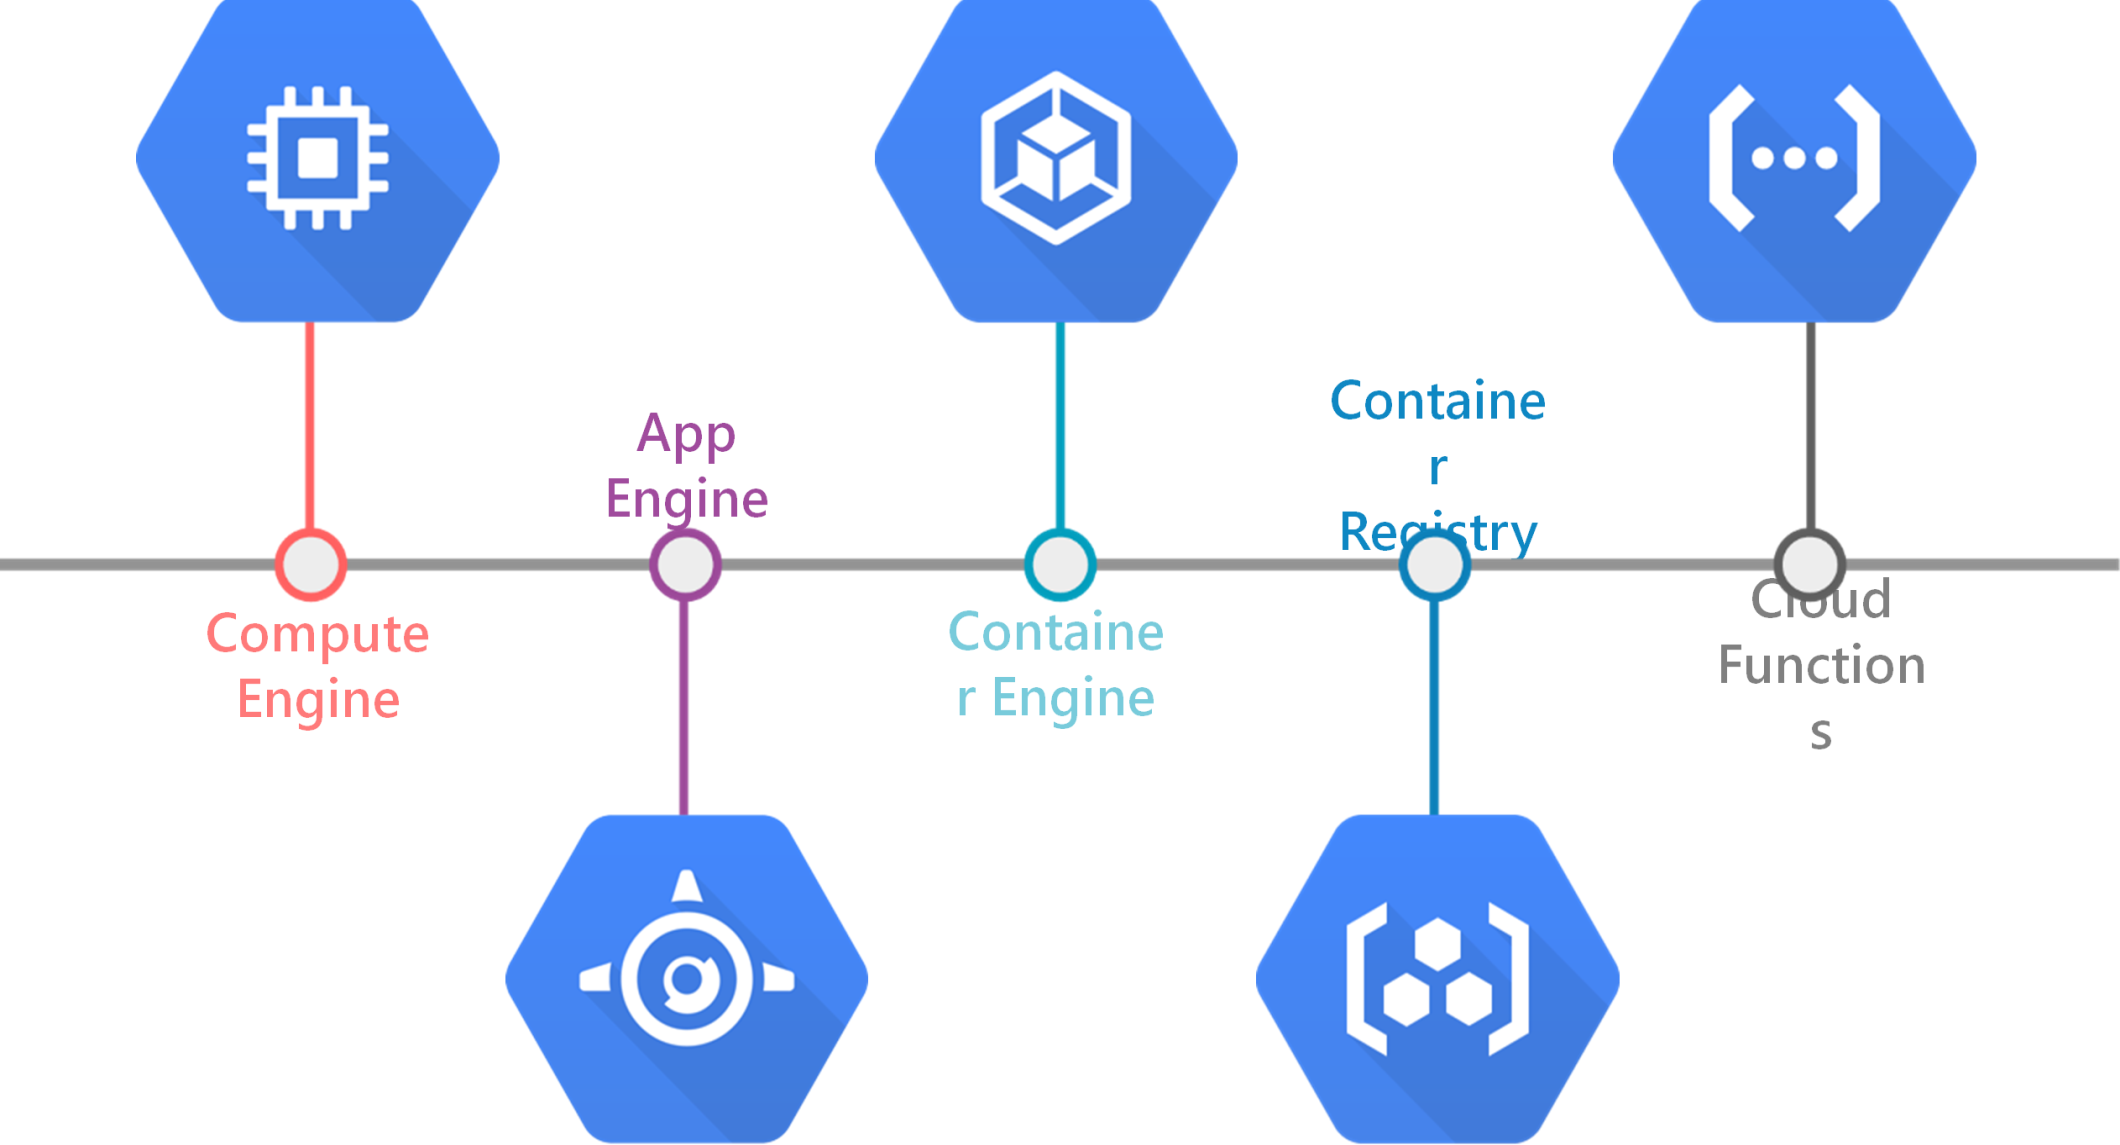 Compute
Engine
App
Engine
Containe
r Engine
Containe
r
Registry
Cloud
Function
s